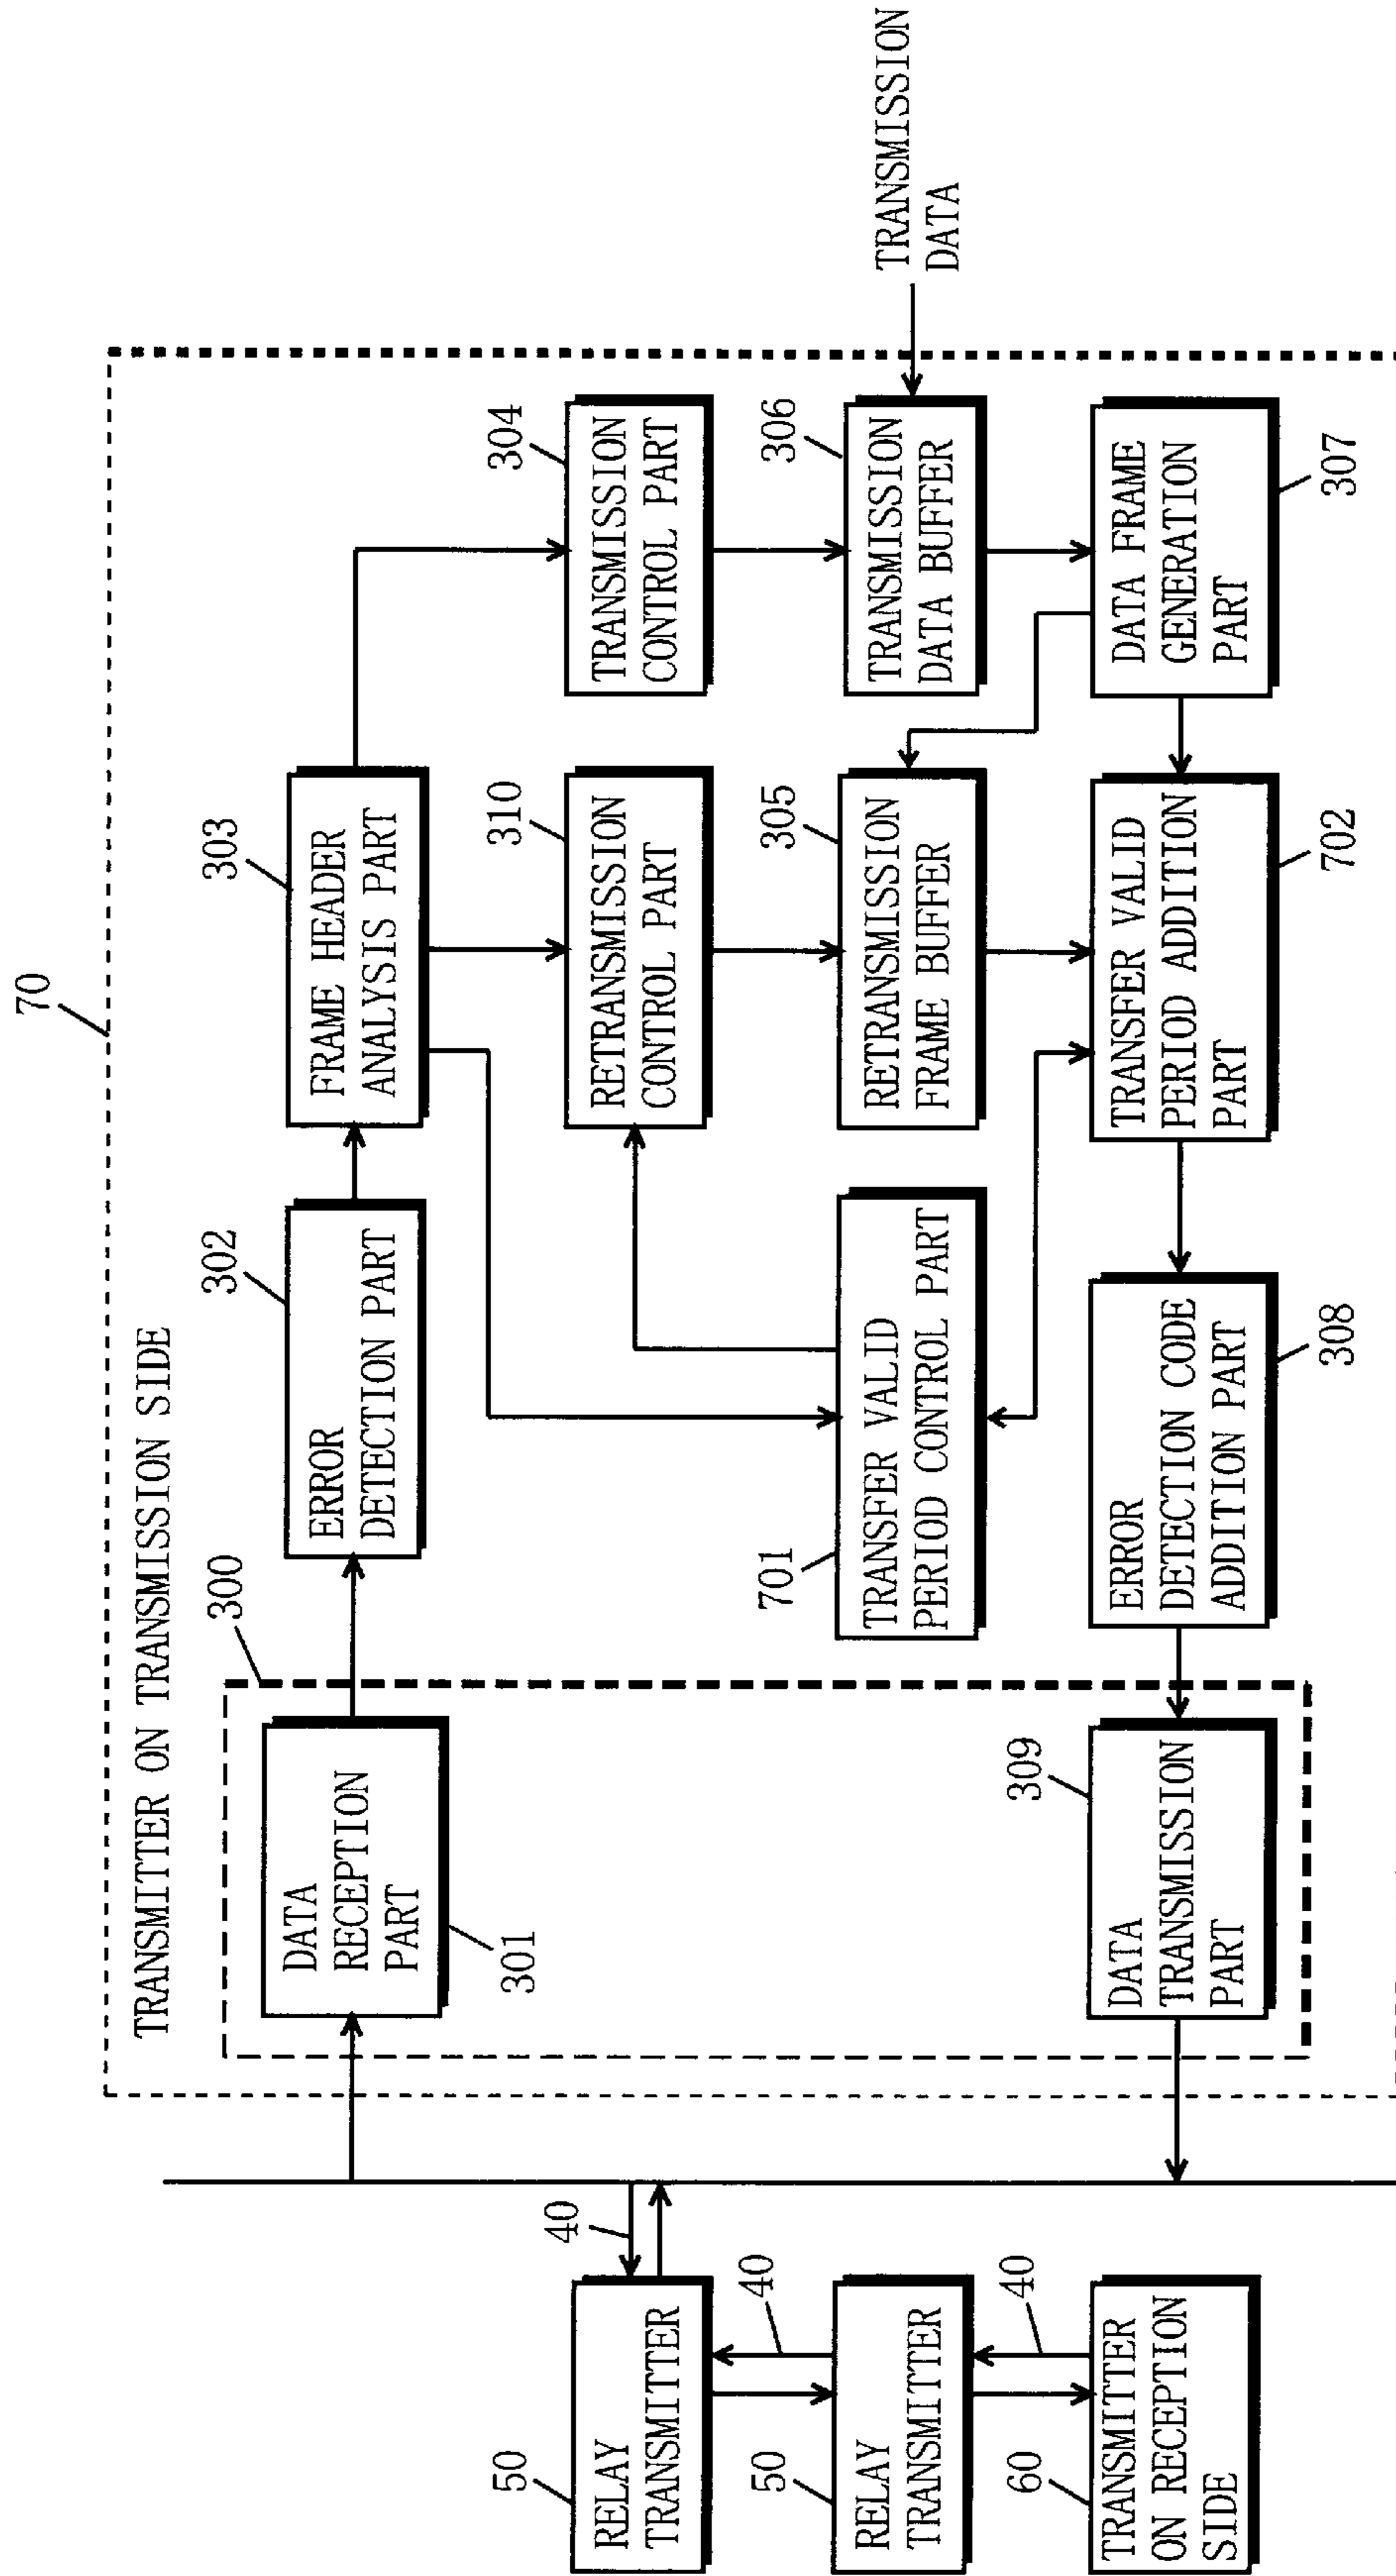 70
TRANSMITTER ON TRANSMISSION SIDE
300
DATA
RECEPTION
PART
301
302
ERROR
DETECTION PART
303
FRAME HEADER
ANALYSIS PART
304
TRANSMISSION
CONTROL PART
310
RETRANSMISSION
CONTROL PART
40
50
RELAY
TRANSMITTER
701
TRANSFER VALID
PERIOD CONTROL PART
305
RETRANSMISSION
FRAME BUFFER
306
TRANSMISSION
DATA BUFFER
TRANSMISSION
DATA
40
50
RELAY
TRANSMITTER
40
60
TRANSMITTER
ON RECEPTION
SIDE
309
DATA
TRANSMISSION
PART
ERROR
DETECTION CODE
ADDITION PART
308
TRANSFER VALID
PERIOD ADDITION
PART
702
DATA FRAME
GENERATION
PART
307